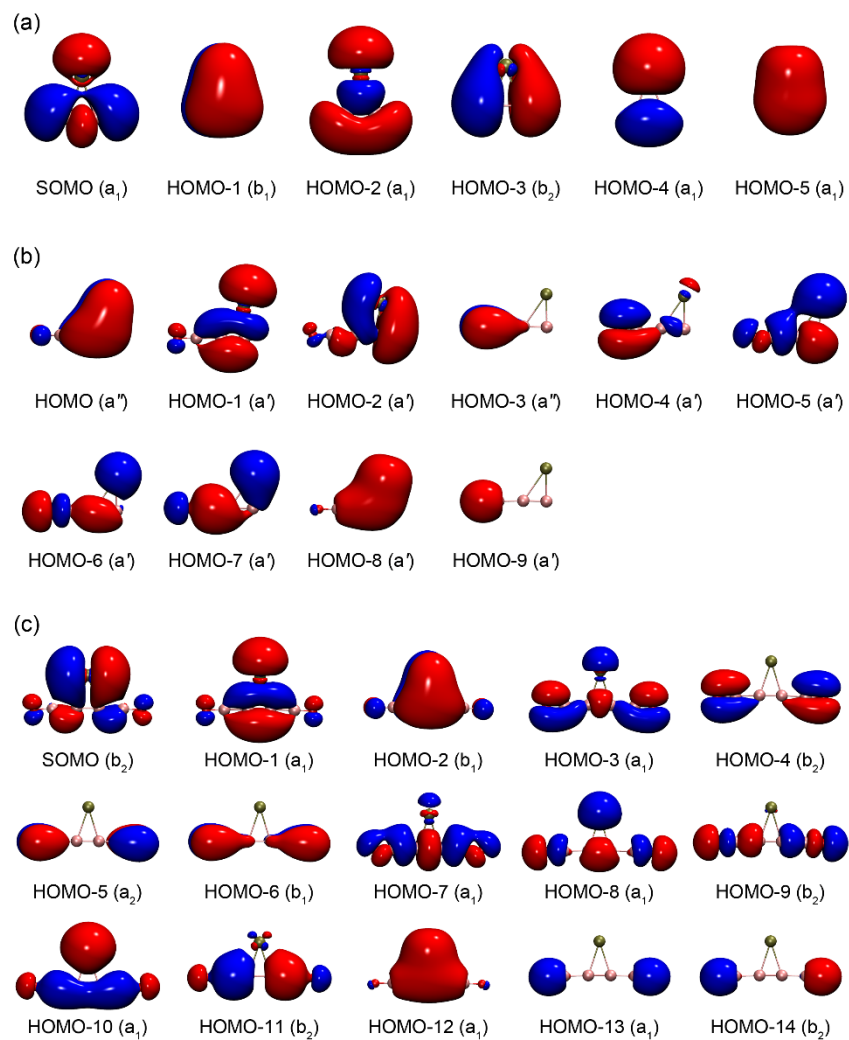 (a)
SOMO (a₁) HOMO-1 (b₁) HOMO-2 (a₁) HOMO-3 (b₂) HOMO-4 (a₁) HOMO-5 (a₁)
(b)
HOMO (a″) HOMO-1 (a′) HOMO-2 (a′) HOMO-3 (a″) HOMO-4 (a′) HOMO-5 (a′)
HOMO-6 (a′) HOMO-7 (a′) HOMO-8 (a′) HOMO-9 (a′)
(c)
SOMO (b₂) HOMO-1 (a₁) HOMO-2 (b₁) HOMO-3 (a₁) HOMO-4 (b₂)
HOMO-5 (a₂) HOMO-6 (b₁) HOMO-7 (a₁) HOMO-8 (a₁) HOMO-9 (b₂)
HOMO-10 (a₁) HOMO-11 (b₂) HOMO-12 (a₁) HOMO-13 (a₁) HOMO-14 (b₂)